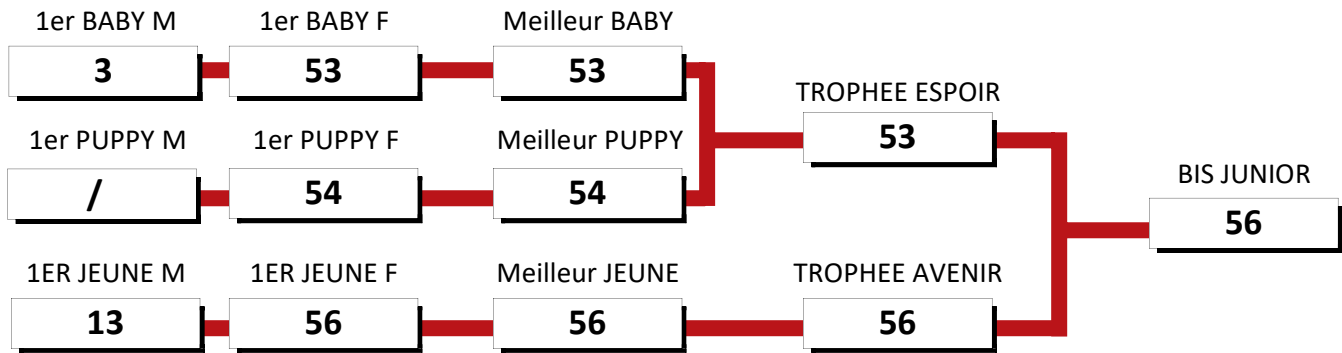 1er BABY M 1er BABY F Meilleur BABY
3 53 53
TROPHEE ESPOIR
53
1er PUPPY M 1er PUPPY F Meilleur PUPPY
/ 54 54
BIS JUNIOR
56
1ER JEUNE M 1ER JEUNE F Meilleur JEUNE TROPHEE AVENIR
13 56 56 56